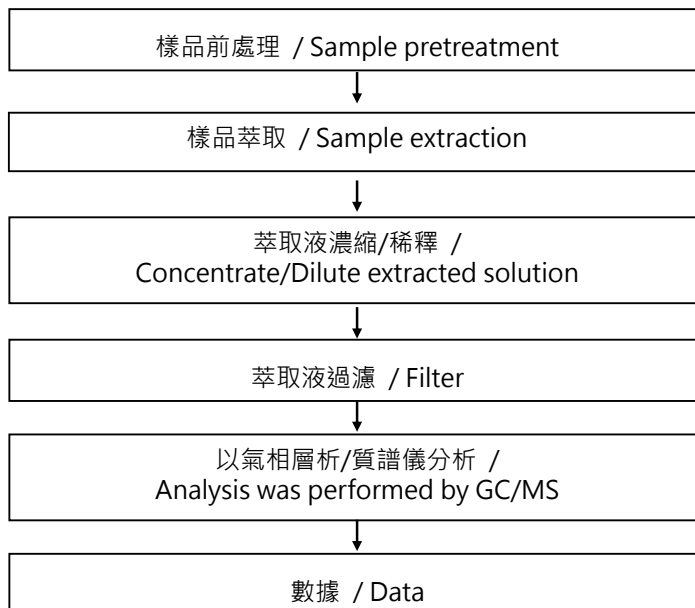 樣品前處理 / Sample pretreatment
樣品萃取 / Sample extraction
萃取液濃縮/稀釋 /
Concentrate/Dilute extracted solution
萃取液過濾 / Filter
以氣相層析/質譜儀分析 /
Analysis was performed by GC/MS
數據 / Data